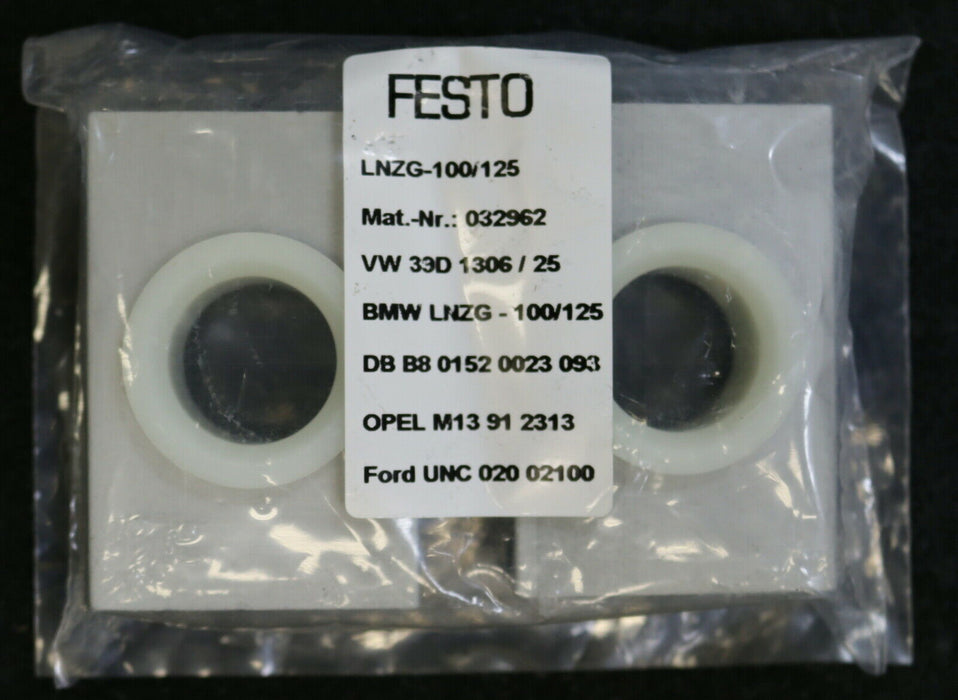 FESTO
LNZG-100/125
Mat.-Nr.: 032962
VW 39D 1306 / 25
BMW LNZG - 100/125
DB B8 0152 0023 093
OPEL M13 91 2313
Ford UNC 020 02100